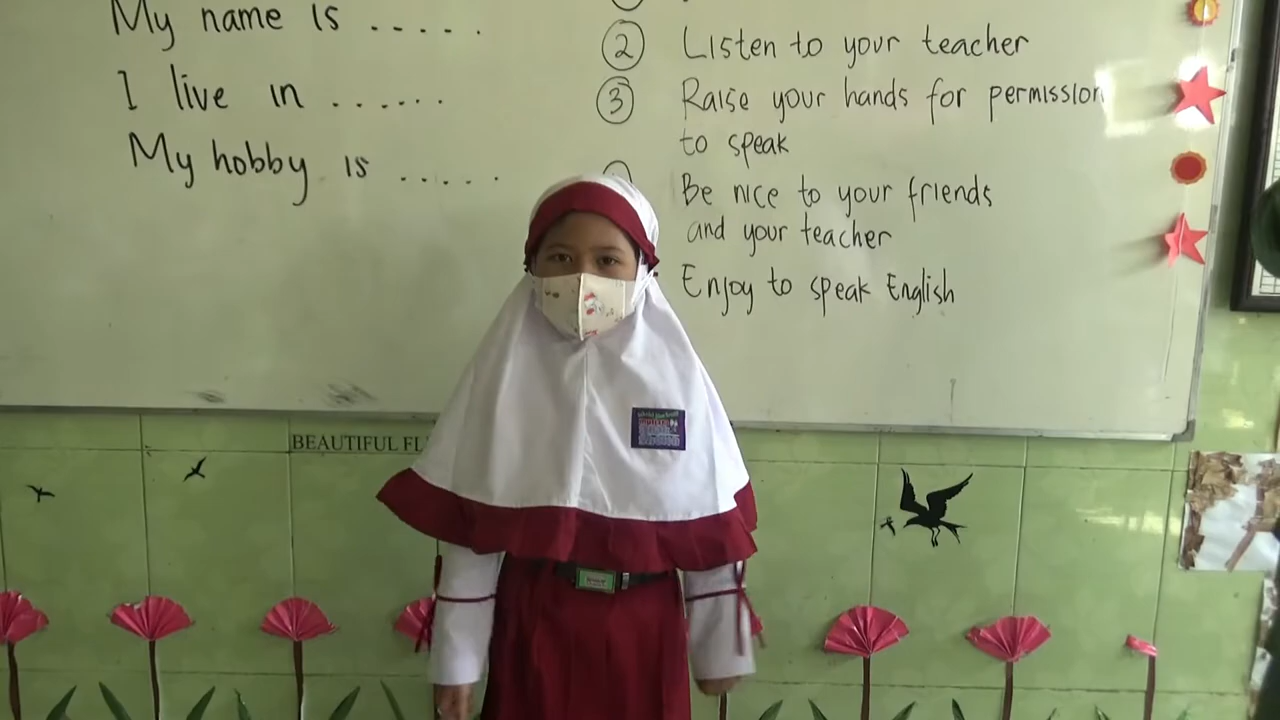 My name is .....
I live in ......
My hobby is .....
2 Listen to your teacher
3 Raise your hands for permission
to speak
Be nice to your friends
and your teacher
Enjoy to speak English
BEAUTIFUL